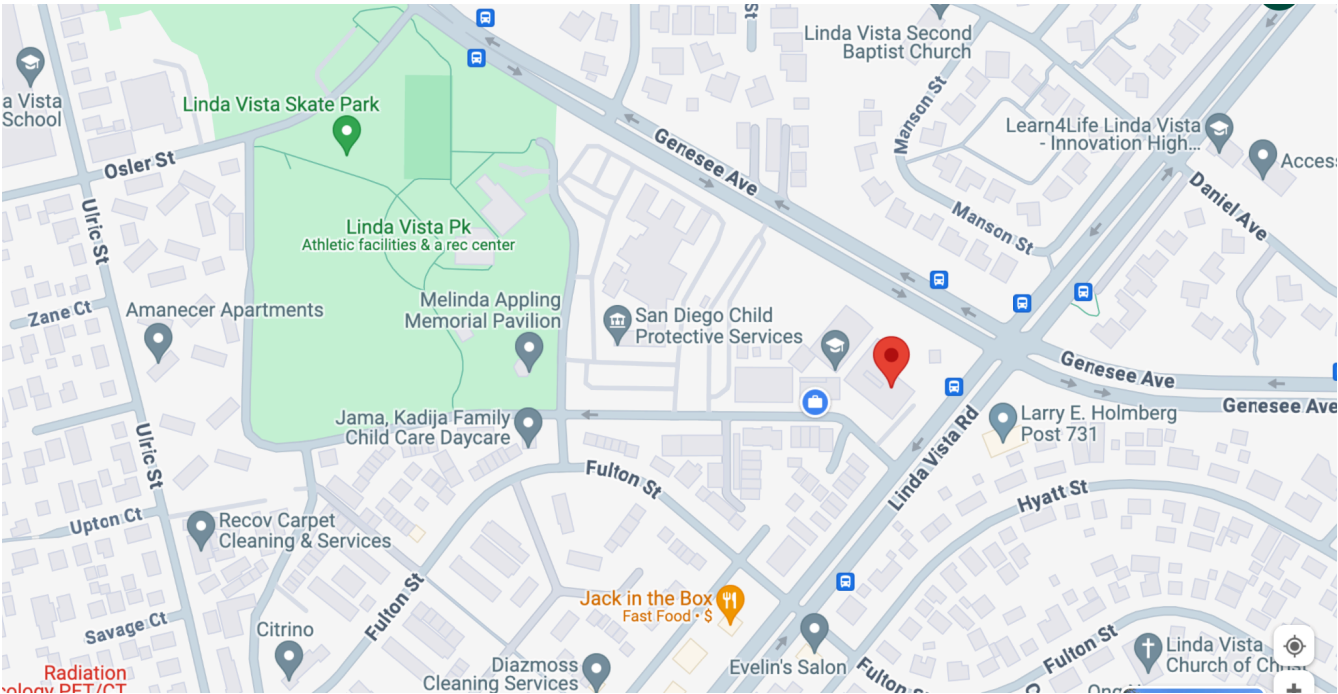 St
Linda Vista Second
Baptist Church
a Vista
School
Linda Vista Skate Park
Osler St
Genesee Ave
Manson St
Learn4Life Linda Vista
- Innovation High...
Access
Daniel Ave
Ulric St
Linda Vista Pk
Athletic facilities & a rec center
Manson St
Zane Ct
Amanecer Apartments
Melinda Appling
Memorial Pavilion
San Diego Child
Protective Services
Genesee Ave
Genesee Ave
Jama, Kadija Family
Child Care Daycare
Larry E. Holmberg
Post 731
Linda Vista Rd
Ulric St
Fulton St
Hyatt St
Upton Ct
Recov Carpet
Cleaning & Services
Fulton St
Jack in the Box
Fast Food • $
Savage Ct
Citrino
Evelin's Salon
Fulton St
Linda Vista
Church of Christ
Radiation
cology PET/CT
Diazmoss
Cleaning Services
Fulton S